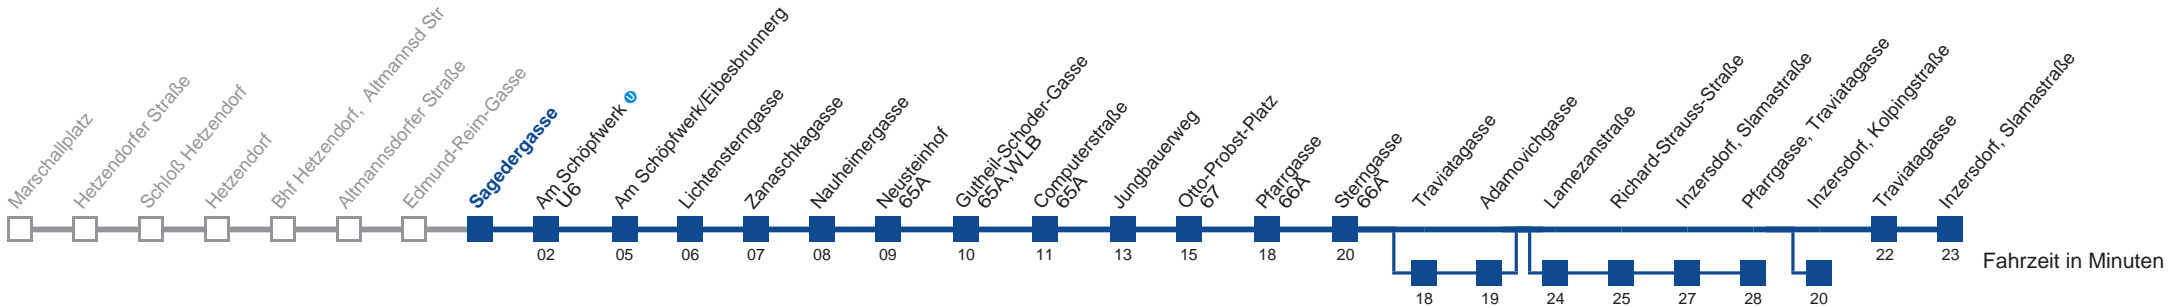 Marschallplatz
Hetzendorfer Straße
Schloß Hetzendorf
Hetzendorf
Bhf Hetzendorf, Altmannsd Str
Altmannsdorfer Straße
Edmund-Reim-Gasse
Sagedergasse
Am Schöpfwerk U
U6
Am Schöpfwerk/Eibesbrunnerg
Lichtensterngasse
Zanaschkagasse
Nauheimergasse
Neusteinhof
65A
Gutheil-Schoder-Gasse
65A, WLB
Computerstraße
65A
Jungbauerweg
Otto-Probst-Platz
67
Pfarrgasse
66A
Sterngasse
66A
Traviatagasse
Adamovichgasse
Lamezanstraße
Richard-Strauss-Straße
Inzersdorf, Slamastraße
Pfarrgasse, Traviatagasse
Inzersdorf, Kolpingstraße
Traviatagasse
Inzersdorf, Slamastraße
02 05 06 07 08 09 10 11 13 15 18 20 22 23
Fahrzeit in Minuten
18 19 24 25 27 28 20